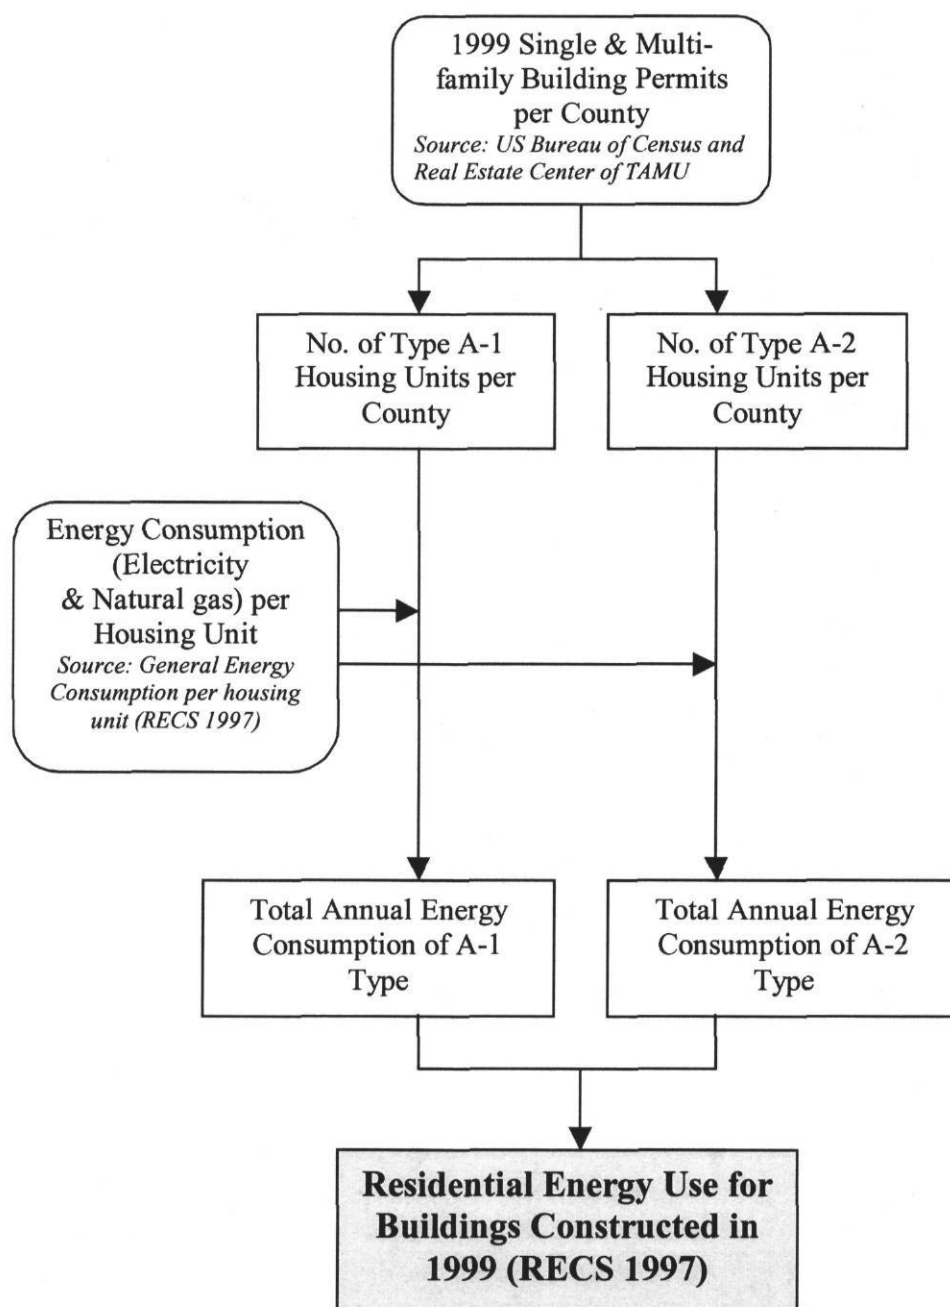 1999 Single & Multi-
family Building Permits
per County
Source: US Bureau of Census and
Real Estate Center of TAMU
No. of Type A-1
Housing Units per
County
No. of Type A-2
Housing Units per
County
Energy Consumption
(Electricity
& Natural gas) per
Housing Unit
Source: General Energy
Consumption per housing
unit (RECS 1997)
Total Annual Energy
Consumption of A-1
Type
Total Annual Energy
Consumption of A-2
Type
Residential Energy Use for
Buildings Constructed in
1999 (RECS 1997)